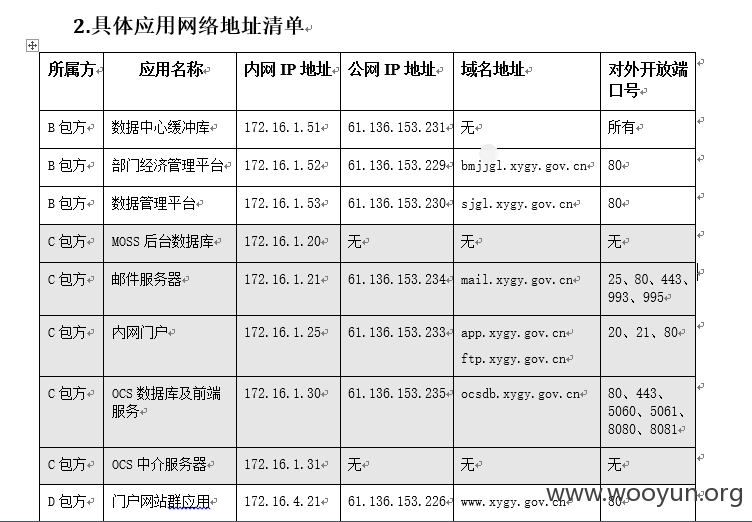 2.具体应用网络地址清单
所属方 应用名称 内网 IP 地址 公网 IP 地址 域名地址 对外开放端
口号
B 包方 数据中心缓冲库 172.16.1.51 61.136.153.231 无 所有
B 包方 部门经济管理平台 172.16.1.52 61.136.153.229 bmjjgl.xygy.gov.cn 80
B 包方 数据管理平台 172.16.1.53 61.136.153.230 sjgl.xygy.gov.cn 80
C 包方 MOSS 后台数据库 172.16.1.20 无 无 无
C 包方 邮件服务器 172.16.1.21 61.136.153.234 mail.xygy.gov.cn 25、80、443、
993、995
C 包方 内网门户 172.16.1.25 61.136.153.233 app.xygy.gov.cn 20、21、80
ftp.xygy.gov.cn
C 包方 OCS 数据库及前端 172.16.1.30 61.136.153.235 ocsdb.xygy.gov.cn 80、443、
服务 5060、5061、
8080、8081
C 包方 OCS 中介服务器 172.16.1.31 无 无 无
D 包方 门户网站群应用 172.16.4.21 61.136.153.226 www.xygy.gov.cn 80
www.wooyun.org